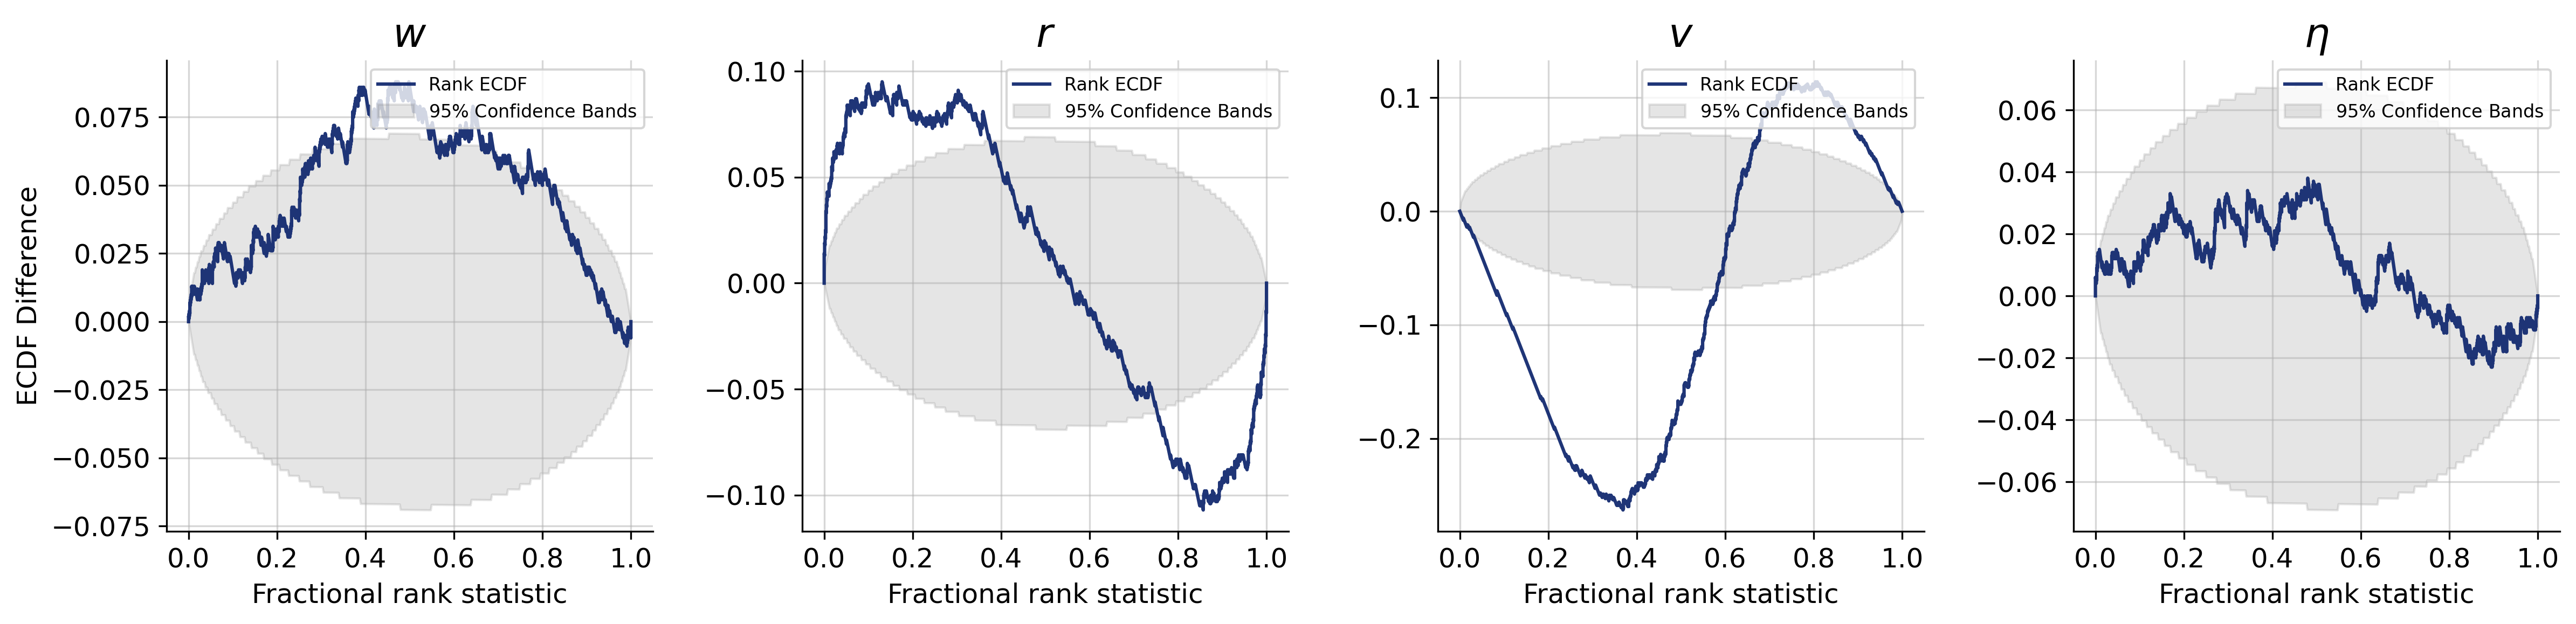 w
Rank ECDF
95% Confidence Bands
ECDF Difference
0.075
0.050
0.025
0.000
−0.025
−0.050
−0.075
0.0 0.2 0.4 0.6 0.8 1.0
Fractional rank statistic
r
Rank ECDF
95% Confidence Bands
0.10
0.05
0.00
−0.05
−0.10
0.0 0.2 0.4 0.6 0.8 1.0
Fractional rank statistic
v
Rank ECDF
95% Confidence Bands
0.1
0.0
−0.1
−0.2
0.0 0.2 0.4 0.6 0.8 1.0
Fractional rank statistic
η
Rank ECDF
95% Confidence Bands
0.06
0.04
0.02
0.00
−0.02
−0.04
−0.06
0.0 0.2 0.4 0.6 0.8 1.0
Fractional rank statistic